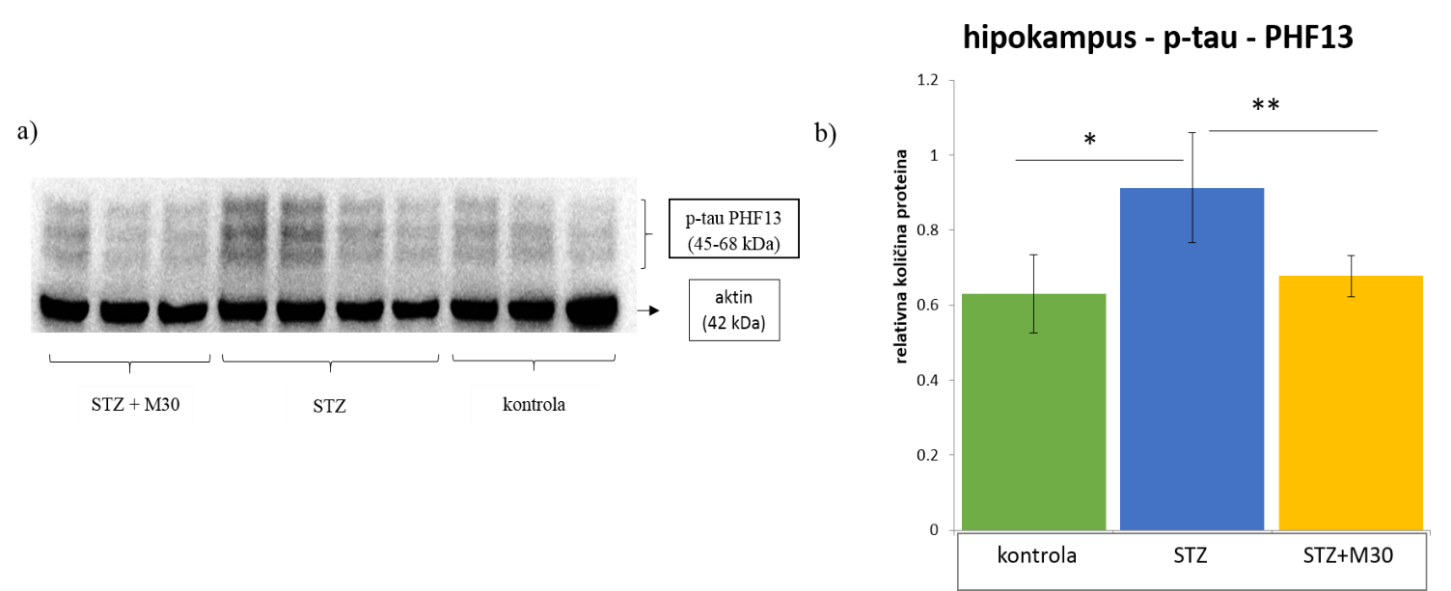 a)
p-tau PHF13
(45-68 kDa)
aktin
(42 kDa)
STZ + M30
STZ
kontrola
b)
hipokampus - p-tau - PHF13
relativna količina proteina
1.2
1
0.8
0.6
0.4
0.2
0
*
**
kontrola
STZ
STZ+M30